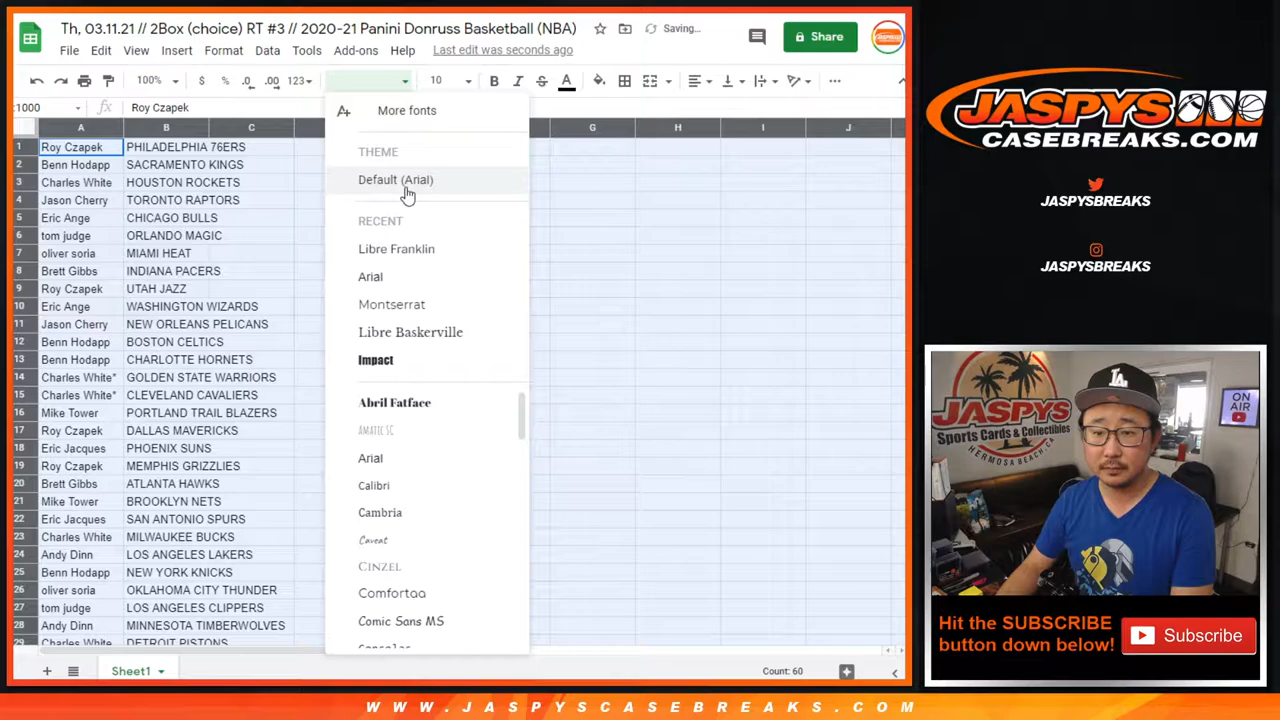 Th, 03.11.21 // 2Box (choice) RT #3 // 2020-21 Panini Donruss Basketball (NBA)
Saving...
File Edit View Insert Format Data Tools Add-ons Help Last edit was seconds ago
Share
100% $ % .0 .00 123 10 B I S A
:1000 fx Roy Czapek
A B C G H I J
1 Roy Czapek PHILADELPHIA 76ERS
2 Benn Hodapp SACRAMENTO KINGS
3 Charles White HOUSTON ROCKETS
4 Jason Cherry TORONTO RAPTORS
5 Eric Ange CHICAGO BULLS
6 tom judge ORLANDO MAGIC
7 oliver soria MIAMI HEAT
8 Brett Gibbs INDIANA PACERS
9 Roy Czapek UTAH JAZZ
10 Eric Ange WASHINGTON WIZARDS
11 Jason Cherry NEW ORLEANS PELICANS
12 Benn Hodapp BOSTON CELTICS
13 Benn Hodapp CHARLOTTE HORNETS
14 Charles White* GOLDEN STATE WARRIORS
15 Charles White* CLEVELAND CAVALIERS
16 Mike Tower PORTLAND TRAIL BLAZERS
17 Roy Czapek DALLAS MAVERICKS
18 Eric Jacques PHOENIX SUNS
19 Roy Czapek MEMPHIS GRIZZLIES
20 Brett Gibbs ATLANTA HAWKS
21 Mike Tower BROOKLYN NETS
22 Eric Jacques SAN ANTONIO SPURS
23 Charles White MILWAUKEE BUCKS
24 Andy Dinn LOS ANGELES LAKERS
25 Benn Hodapp NEW YORK KNICKS
26 oliver soria OKLAHOMA CITY THUNDER
27 tom judge LOS ANGELES CLIPPERS
28 Andy Dinn MINNESOTA TIMBERWOLVES
29 Charles White DETROIT PISTONS
More fonts
THEME
Default (Arial)
RECENT
Libre Franklin
Arial
Montserrat
Libre Baskerville
Impact
Abril Fatface
AMATIC SC
Arial
Calibri
Cambria
Caveat
CINZEL
Comfortaa
Comic Sans MS
Consolas
Sheet1
Count: 60
JASPYS
CASEBREAKS.COM
JASPYSBREAKS
JASPYSBREAKS
JASPYS
Sports Cards & Collectibles
HERMOSA BEACH, CA
LA
ON AIR
Hit the SUBSCRIBE
button down below!
Subscribe
WWW.JASPYSCASEBREAKS.COM